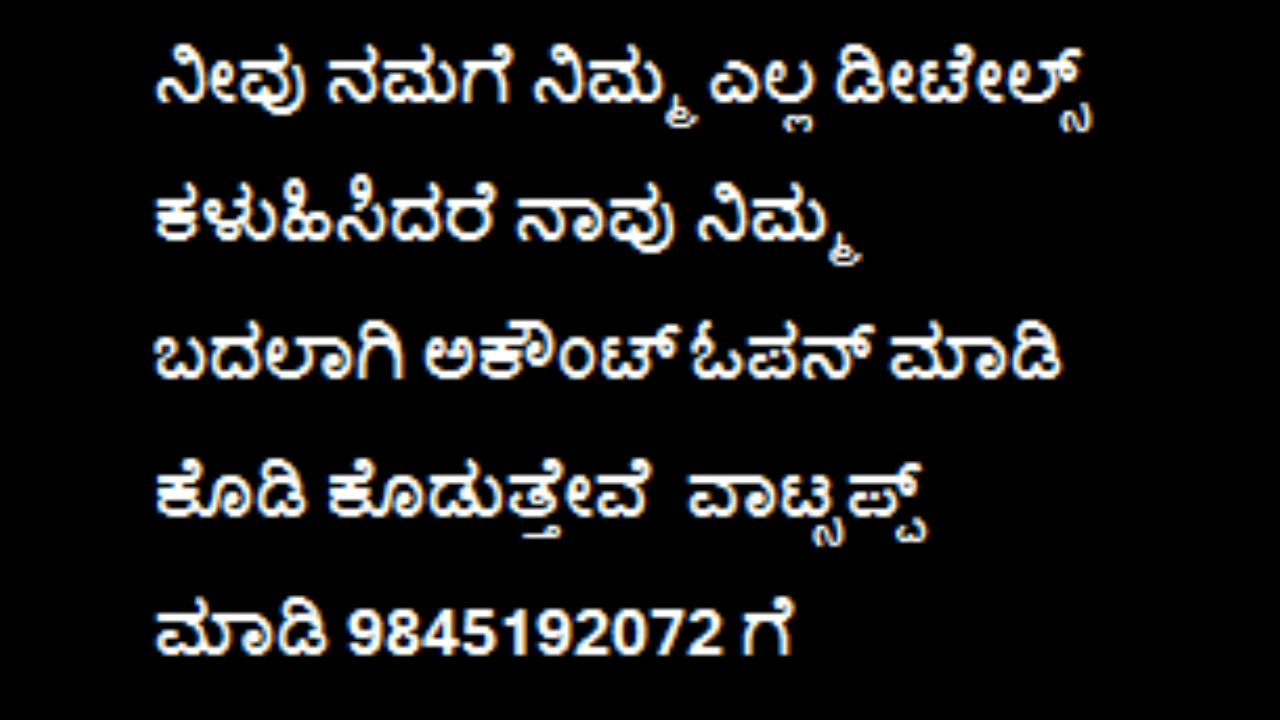 ನೀವು ನಮಗೆ ನಿಮ್ಮ ಎಲ್ಲ ಡೀಟೇಲ್ಸ್
ಕಳುಹಿಸಿದರೆ ನಾವು ನಿಮ್ಮ
ಬದಲಾಗಿ ಅಕೌಂಟ್ ಓಪನ್ ಮಾಡಿ
ಕೊಡಿ ಕೊಡುತ್ತೇವೆ ವಾಟ್ಸಪ್ಟ್
ಮಾಡಿ 9845192072 ಗೆ